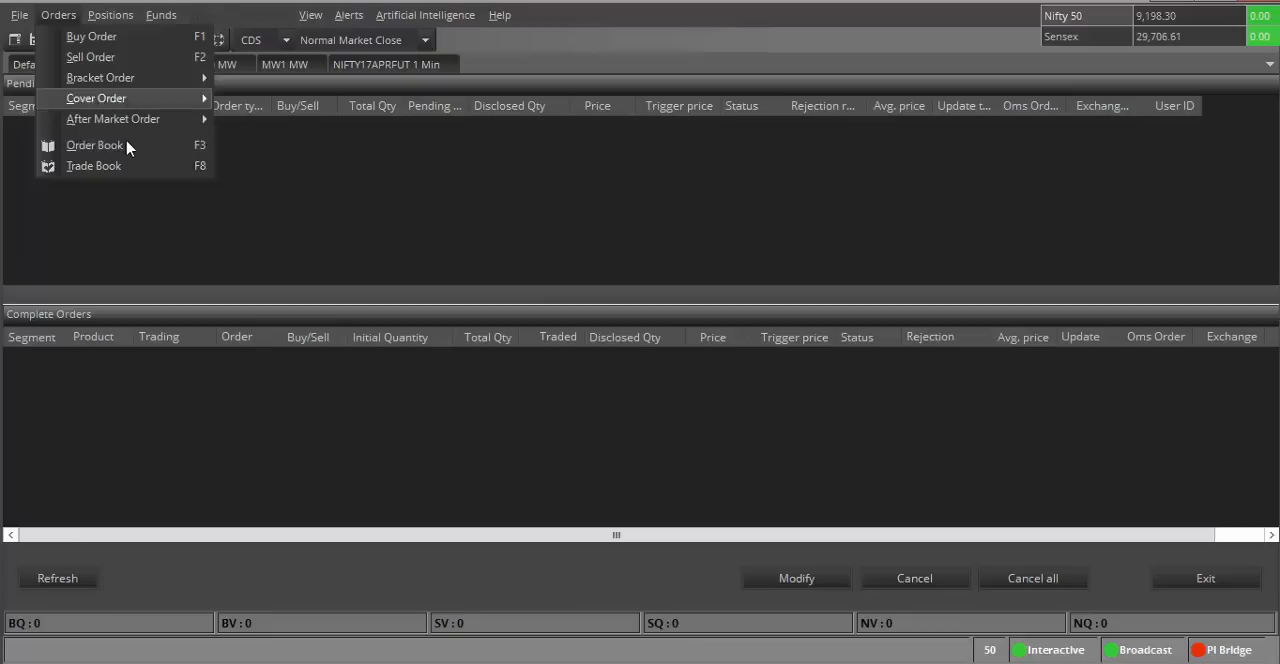 File Orders Positions Funds View Alerts Artificial Intelligence Help
Nifty 50 9,198.30 0.00
Sensex 29,706.61 0.00
CDS Normal Market Close
MW MW1 MW NIFTY17APRFUT 1 Min
Buy Order F1
Sell Order F2
Bracket Order
Cover Order
After Market Order
Order Book F3
Trade Book F8
Order ty... Buy/Sell Total Qty Pending ... Disclosed Qty Price Trigger price Status Rejection r... Avg. price Update t... Oms Ord... Exchang... User ID
Complete Orders
Segment Product Trading Order Buy/Sell Initial Quantity Total Qty Traded Disclosed Qty Price Trigger price Status Rejection Avg. price Update Oms Order Exchange
Refresh Modify Cancel Cancel all Exit
BQ : 0 BV : 0 SV : 0 SQ : 0 NV : 0 NQ : 0
50 Interactive Broadcast PI Bridge